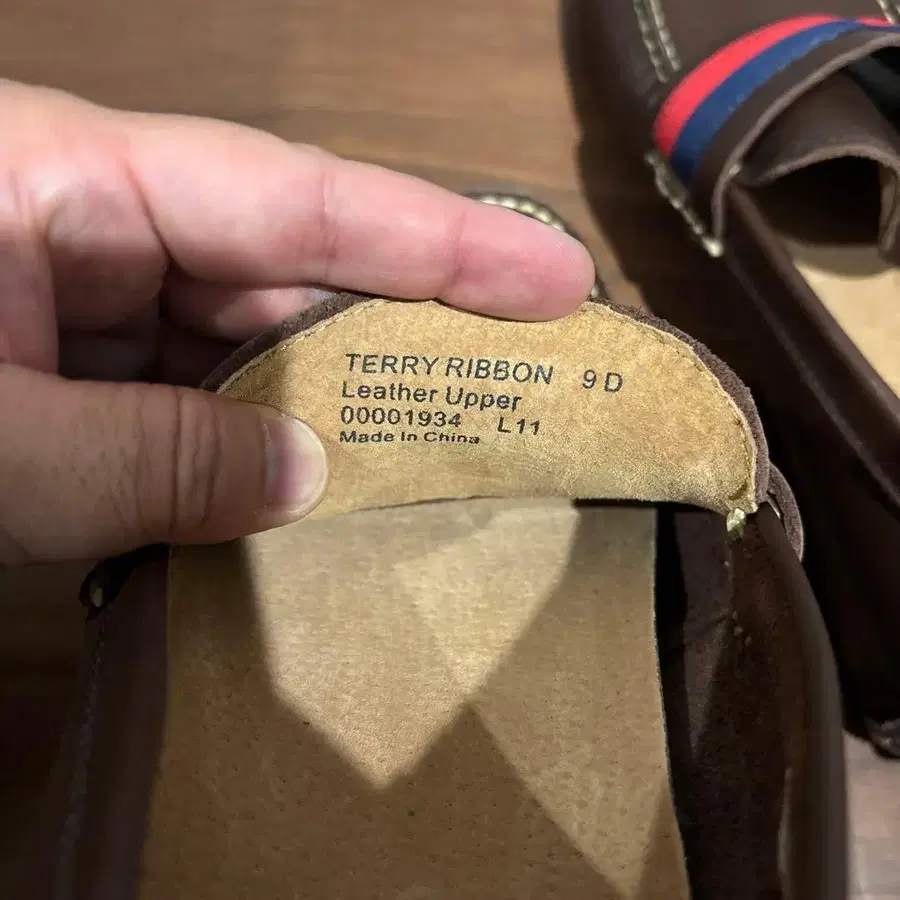 TERRY RIBBON 9 D
Leather Upper
00001934 L11
Made In China